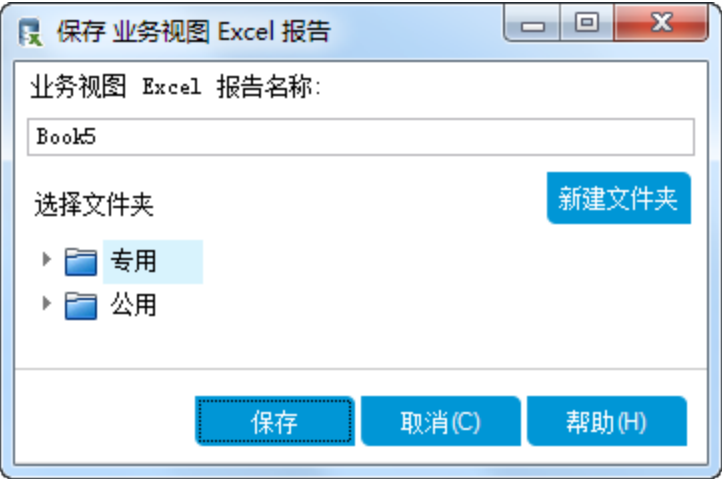 保存 业务视图 Excel 报告
业务视图 Excel 报告名称:
Book5
新建文件夹
选择文件夹
专用
公用
保存 取消(C) 帮助(H)